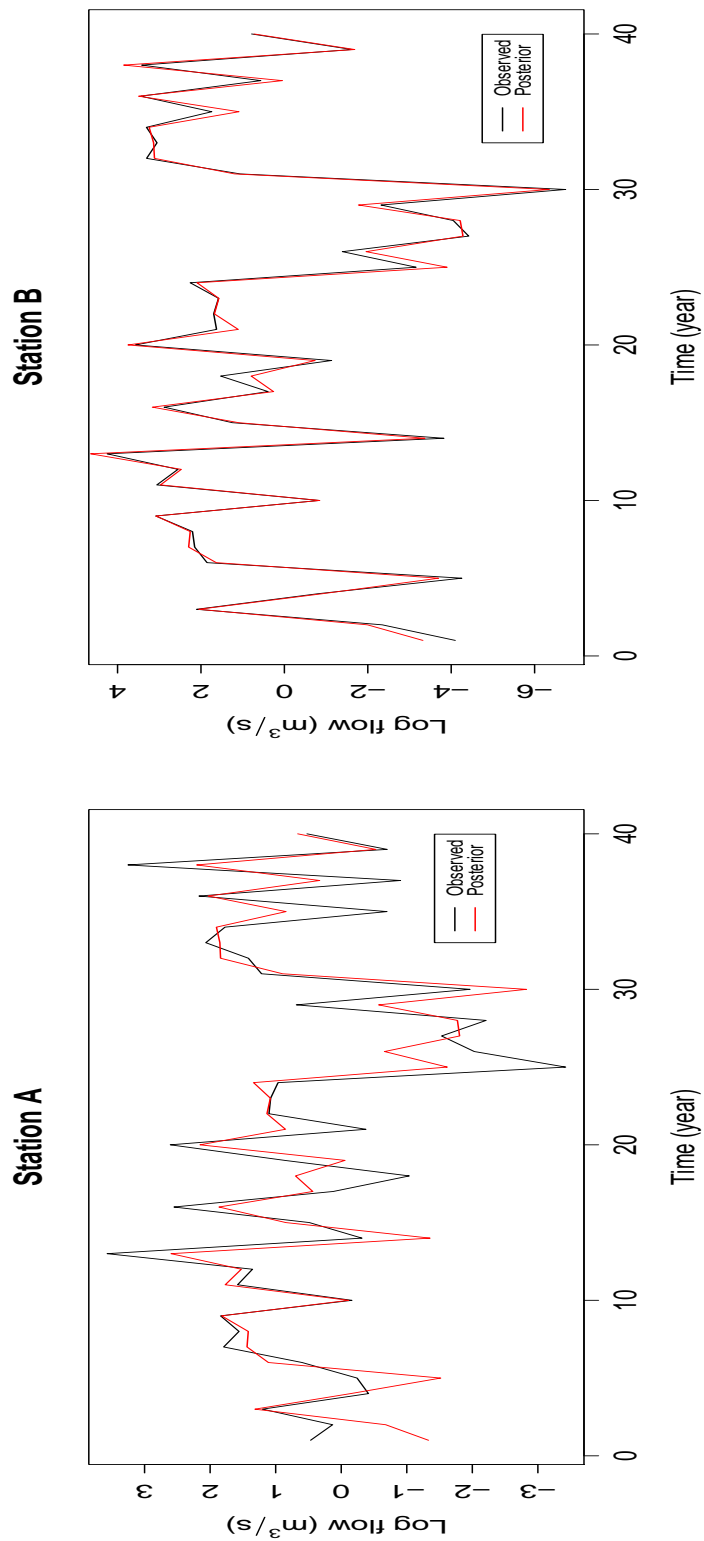 Station A
Log flow (m³/s)
3
2
1
0
−1
−2
−3
0
10
20
30
40
Time (year)
Observed
Posterior
Station B
Log flow (m³/s)
4
2
0
−2
−4
−6
0
10
20
30
40
Time (year)
Observed
Posterior